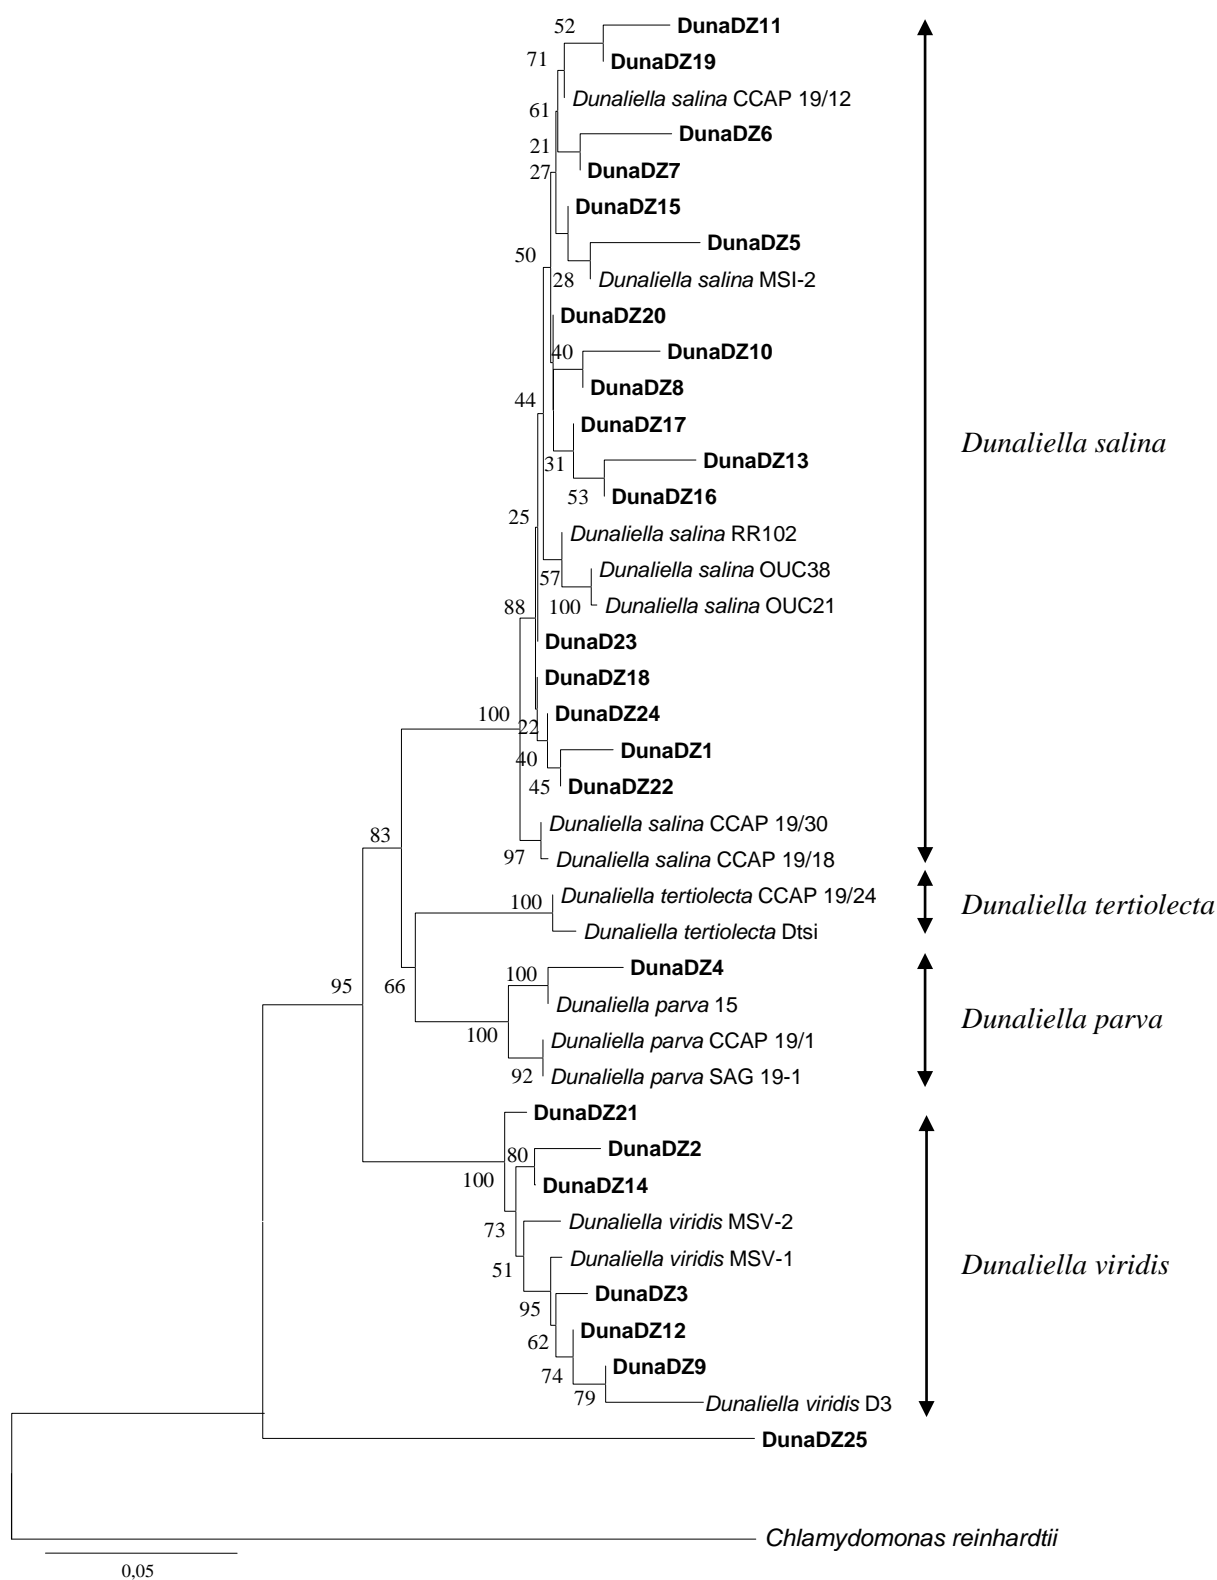 52
DunaDZ11
71
DunaDZ19
Dunaliella salina CCAP 19/12
61
DunaDZ6
21
27
DunaDZ7
DunaDZ15
DunaDZ5
50
28
Dunaliella salina MSI-2
DunaDZ20
40
DunaDZ10
DunaDZ8
44
DunaDZ17
Dunaliella salina
31
DunaDZ13
53
DunaDZ16
25
Dunaliella salina RR102
57
Dunaliella salina OUC38
88
100
Dunaliella salina OUC21
DunaD23
DunaDZ18
100
22
DunaDZ24
40
DunaDZ1
45
DunaDZ22
83
Dunaliella salina CCAP 19/30
97
Dunaliella salina CCAP 19/18
100
Dunaliella tertiolecta CCAP 19/24
Dunaliella tertiolecta
Dunaliella tertiolecta Dtsi
95
66
100
DunaDZ4
Dunaliella parva 15
Dunaliella parva
100
Dunaliella parva CCAP 19/1
92
Dunaliella parva SAG 19-1
DunaDZ21
80
DunaDZ2
100
DunaDZ14
73
Dunaliella viridis MSV-2
51
Dunaliella viridis MSV-1
Dunaliella viridis
95
DunaDZ3
62
DunaDZ12
74
DunaDZ9
79
Dunaliella viridis D3
DunaDZ25
Chlamydomonas reinhardtii
0,05